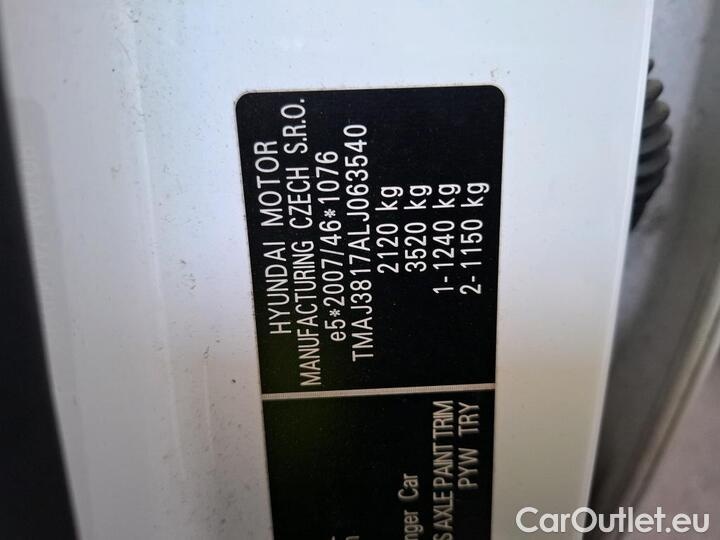 HYUNDAI MOTOR
MANUFACTURING CZECH S.R.O.
e5*2007/46*1076
TMAJ3817ALJ063540
2120 kg
3520 kg
1-1240 kg
2-1150 kg
nger Car
S AXLE PAINT TRIM
PYW TRY
CarOutlet.eu